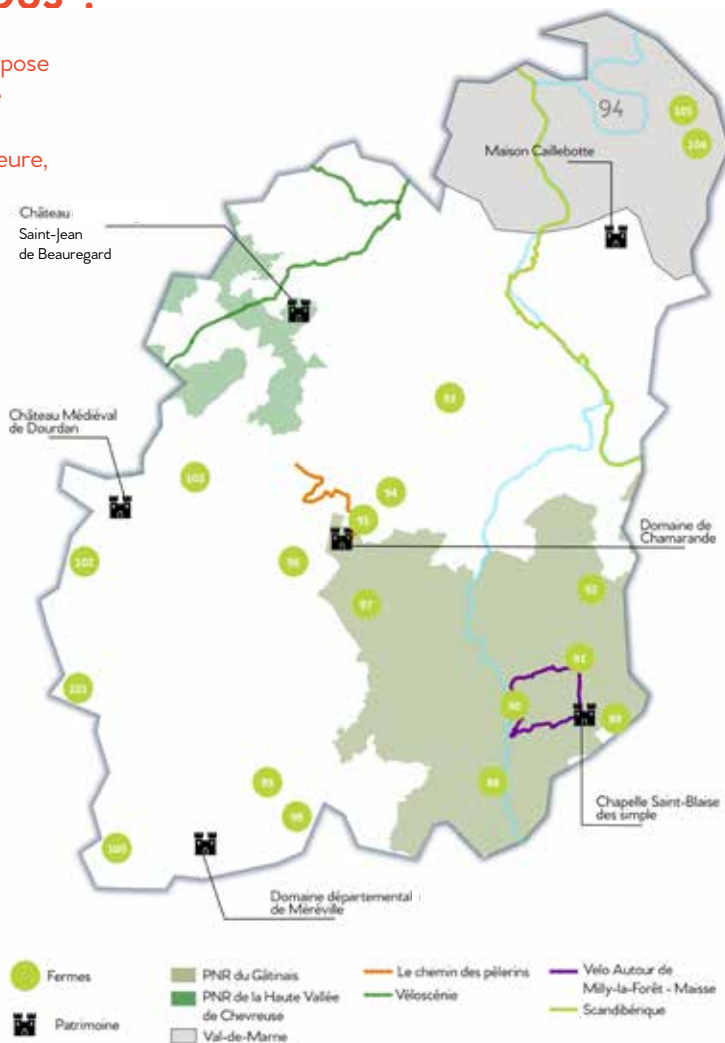 pose
eure,
94
105
104
Maison Caillebotte
Château
Saint-Jean
de Beauregard
93
Château Médiéval
de Dourdan
103
94
95
Domaine de
Chamarande
102
96
97
92
91
101
90
89
99
88
98
Chapelle Saint-Blaise
des simple
100
Domaine départemental
de Méréville
Fermes
Patrimoine
PNR du Gâtinais
PNR de la Haute Vallée
de Chevreuse
Val-de-Marne
Le chemin des pèlerins
Véloscénie
Velo Autour de
Milly-la-Forêt - Maisse
Scandibérique